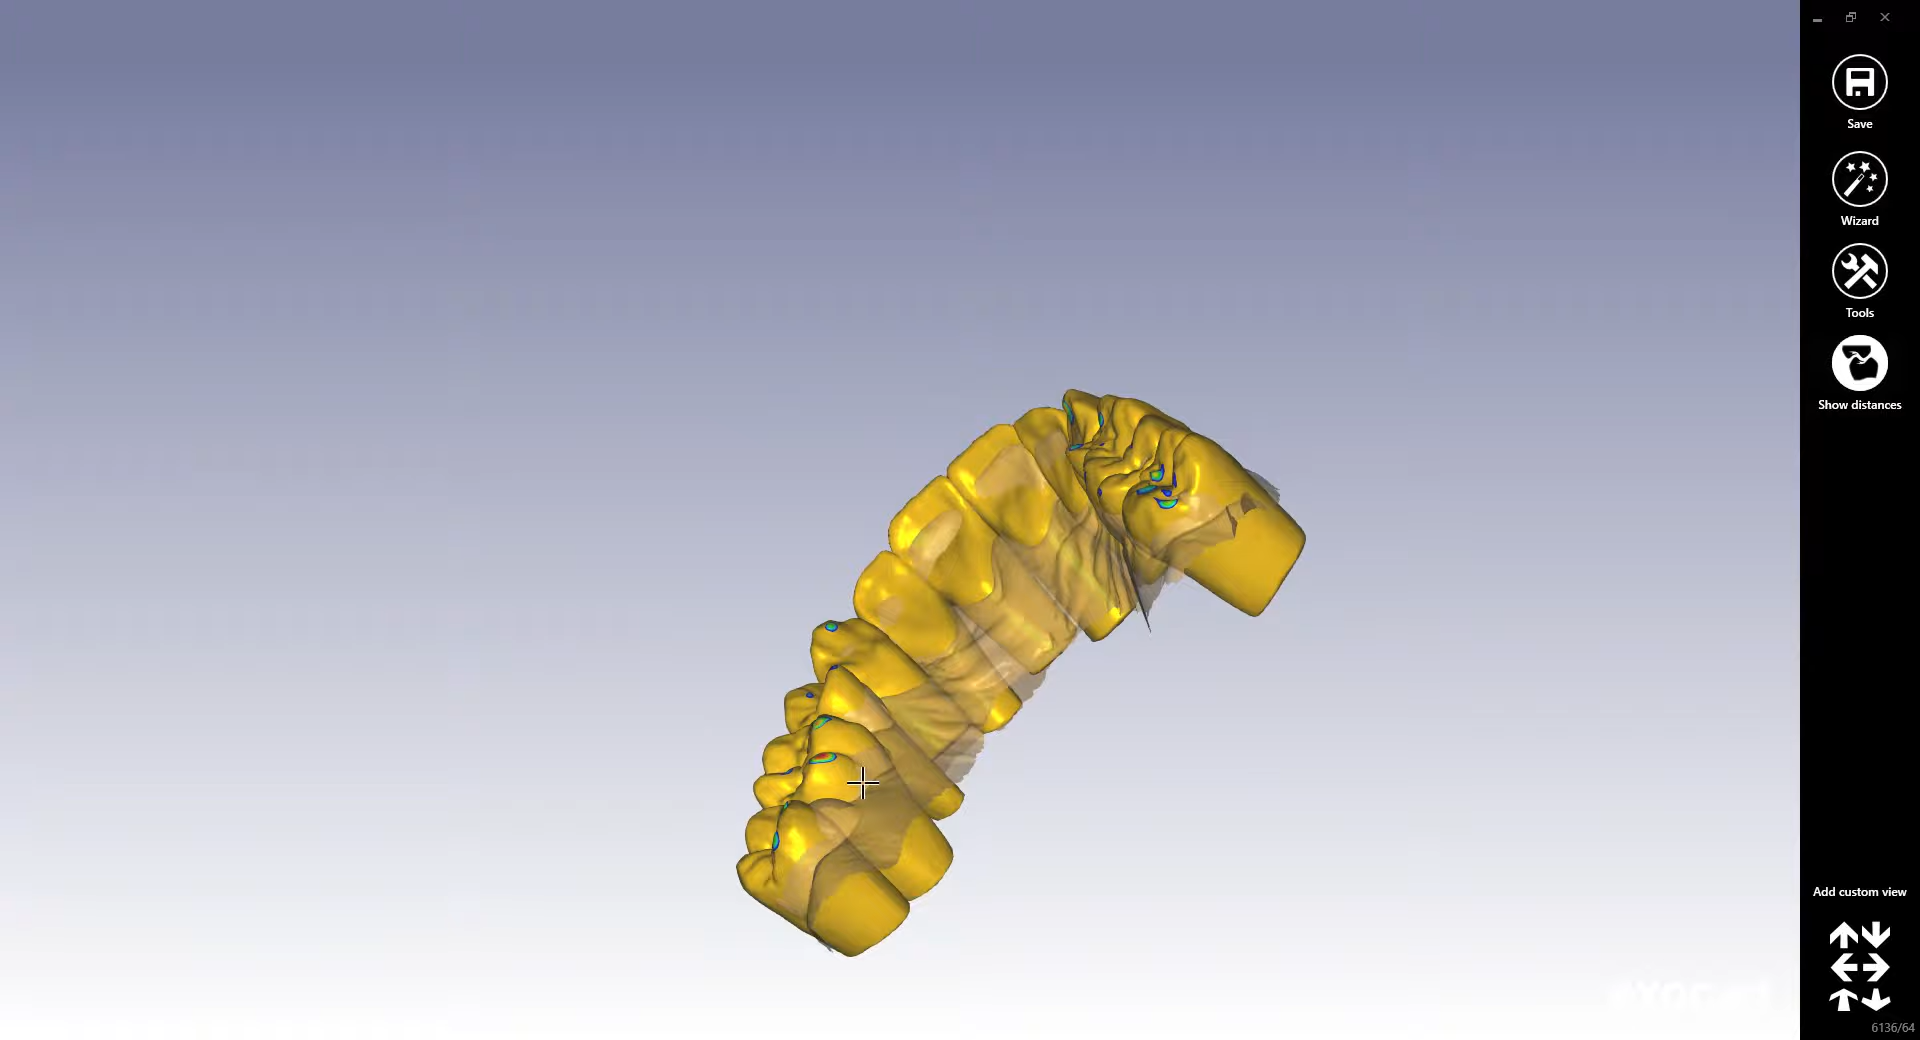 Save
Wizard
Tools
Show distances
Add custom view
6136/64